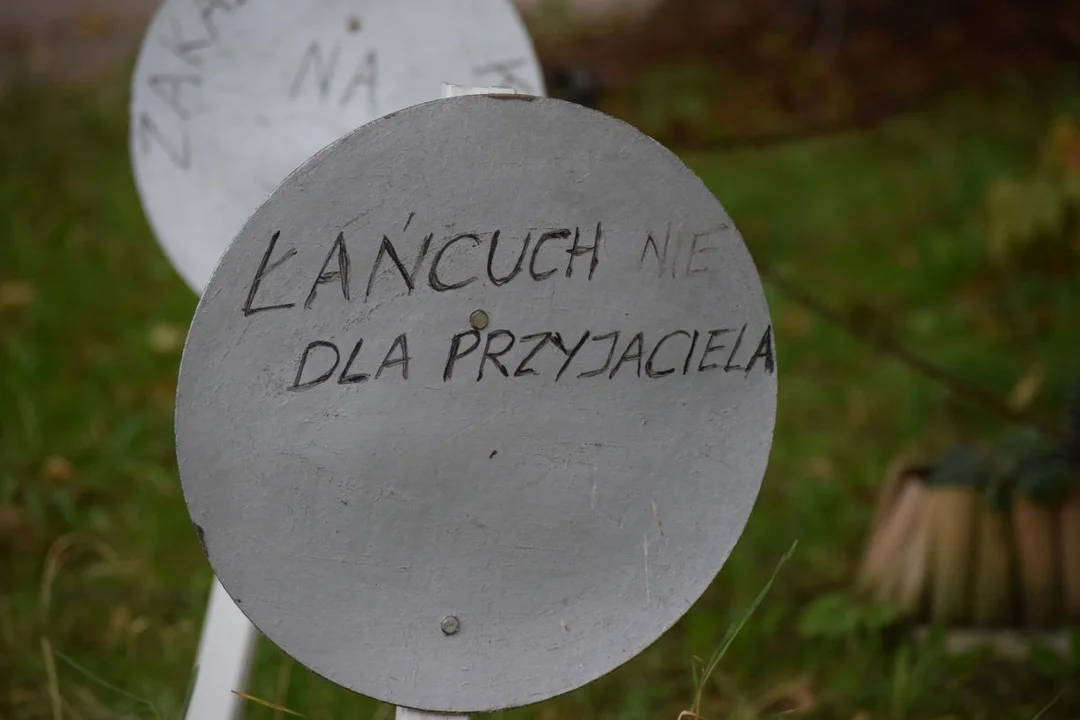 NA
ŁAŃCUCH NIE
DLA PRZYJACIELA